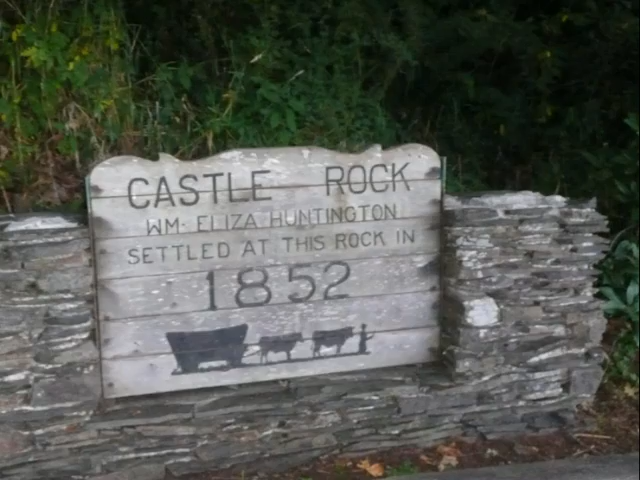 CASTLE ROCK
WM. ELIZA HUNTINGTON
SETTLED AT THIS ROCK IN
1852